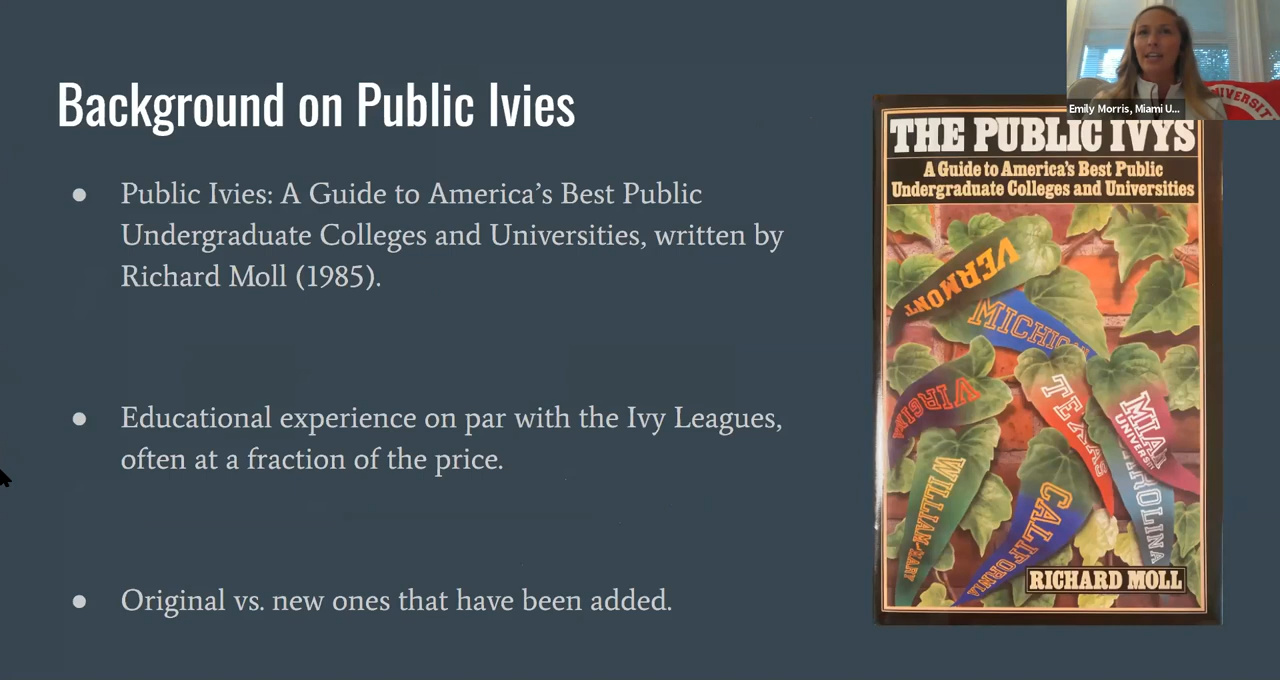 Background on Public Ivies
● Public Ivies: A Guide to America’s Best Public
Undergraduate Colleges and Universities, written by
Richard Moll (1985).
● Educational experience on par with the Ivy Leagues,
often at a fraction of the price.
● Original vs. new ones that have been added.
Emily Morris, Miami U...
IVERSITY
THE PUBLIC IVYS
A Guide to America's Best Public
Undergraduate Colleges and Universities
VERMONT
MICHIGAN
VIRGINIA
TEXAS
MIAMI
UNIVERSITY
WILLIAM & MARY
CALIFORNIA
ROLINA
RICHARD MOLL